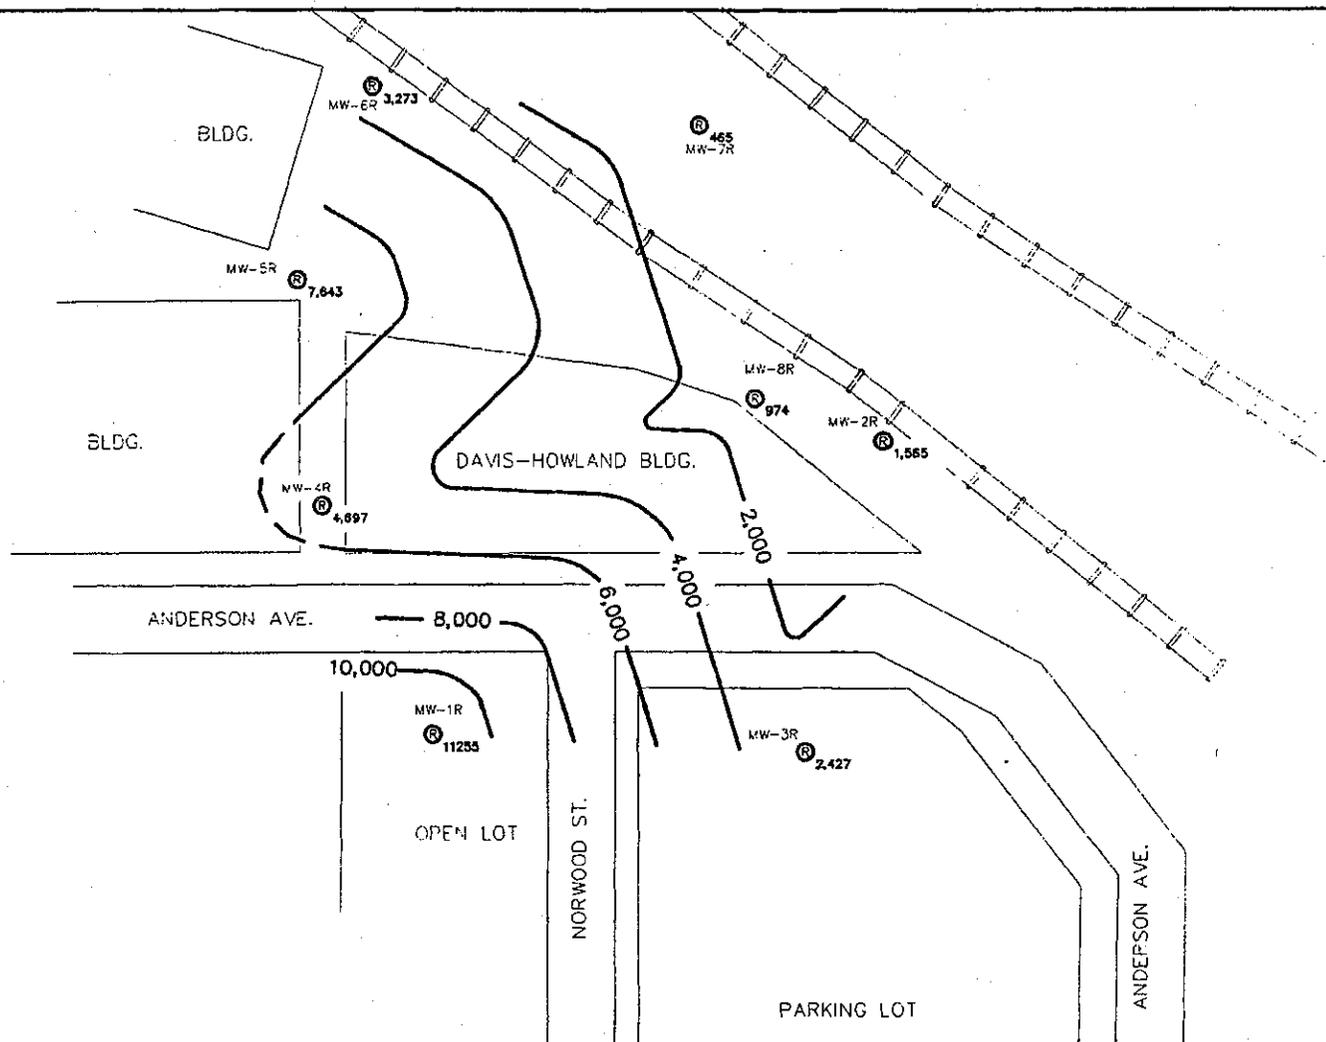 MW-6R
3,273
BLDG.
465
MW-7R
MW-5R
7,643
MW-8R
974
MW-2R
1,565
BLDG.
DAVIS-HOWLAND BLDG.
MW-4R
4,697
2,000
4,000
6,000
ANDERSON AVE.
8,000
10,000
MW-1R
11255
MW-3R
2,427
OPEN LOT
NORWOOD ST.
ANDERSON AVE.
PARKING LOT